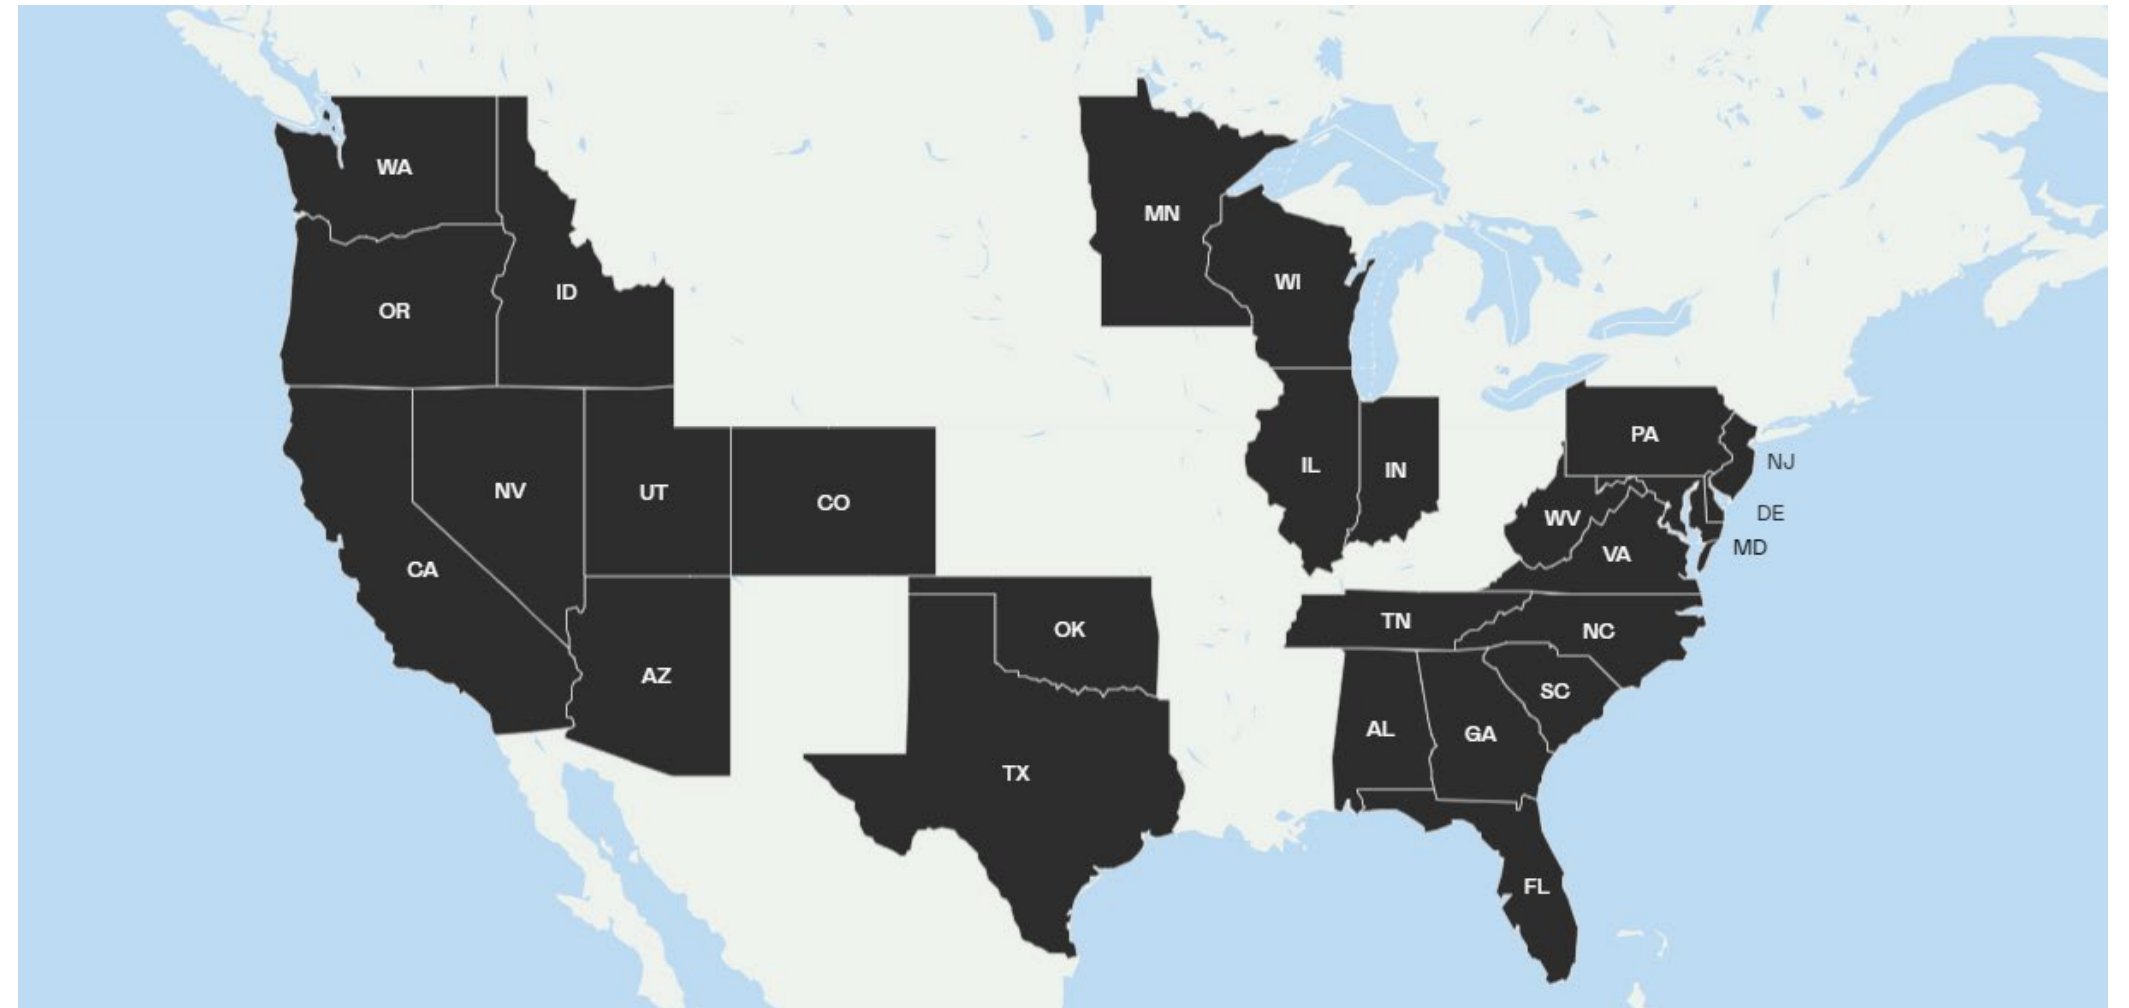 WA
MN
WI
ID
OR
PA
NJ
IL
IN
NV
UT
CO
WV
DE
MD
VA
CA
TN
OK
NC
AZ
SC
AL
GA
TX
FL